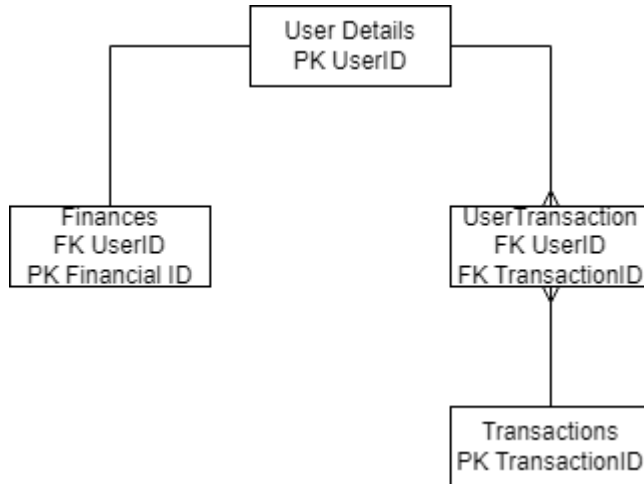 User Details
PK UserID
Finances
FK UserID
PK Financial ID
UserTransaction
FK UserID
FK TransactionID
Transactions
PK TransactionID